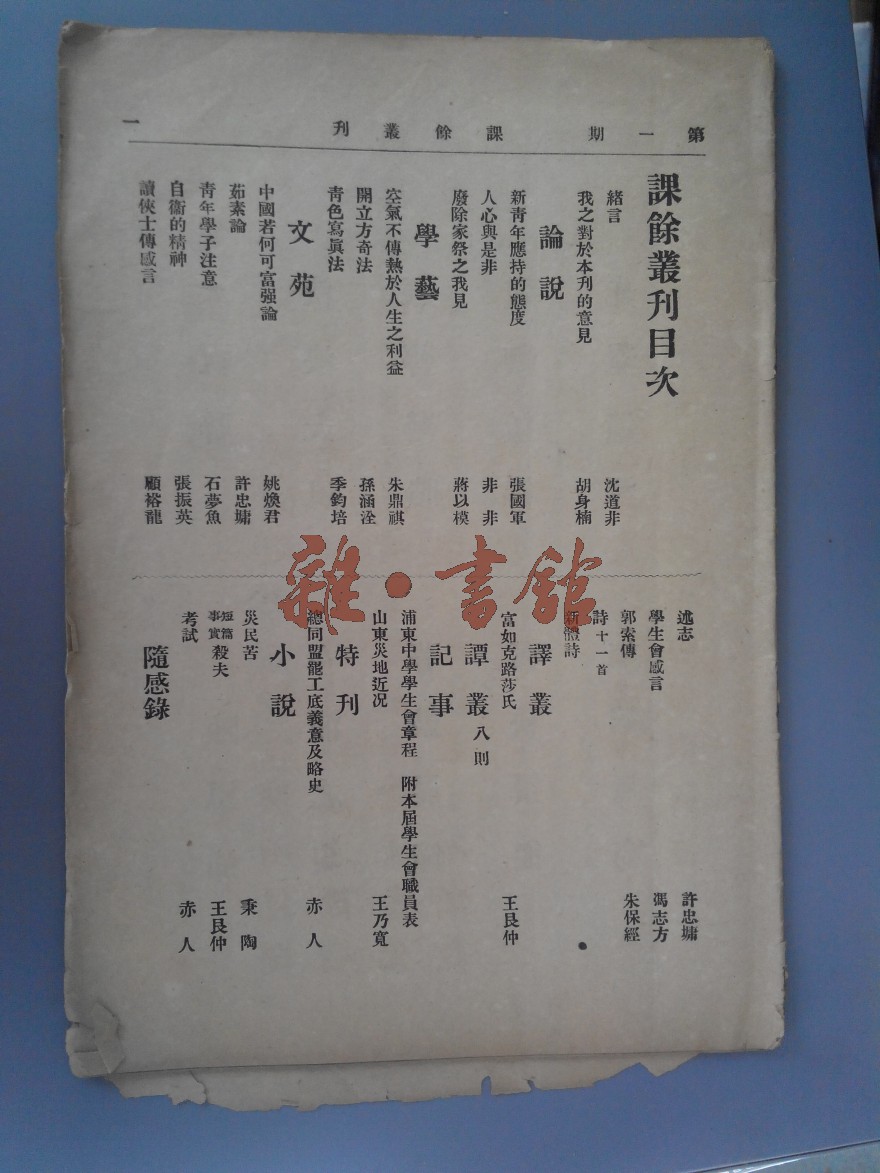 第一期 課餘叢刊 一
課餘叢刊目次
緒言 沈道非
我之對於本刊的意見 胡身楠
論說
新靑年應持的態度 張國軍
人心與是非 非非
廢除家祭之我見 蔣以模
學藝
空氣不傳熱於人生之利益 朱鼎祺
開立方奇法 孫涵淦
靑色寫眞法 季鈞培
文苑
中國若何可富强論 姚煥君
茹素論 許忠墉
靑年學子注意 石夢魚
自衞的精神 張振英
讀俠士傳感言 顧裕龍
述志 許忠墉
學生會感言 馮志方
郭索傳 朱保經
詩十一首
新體詩
譯叢
富如克路莎氏 王艮仲
譚叢八則
記事
浦東中學學生會章程 附本屆學生會職員表
山東災地近况 王乃寬
特刊
總同盟罷工底義意及略史 赤人
小說
災民苦 秉陶
短篇事實殺夫 王艮仲
考試 赤人
隨感錄
雜·書館